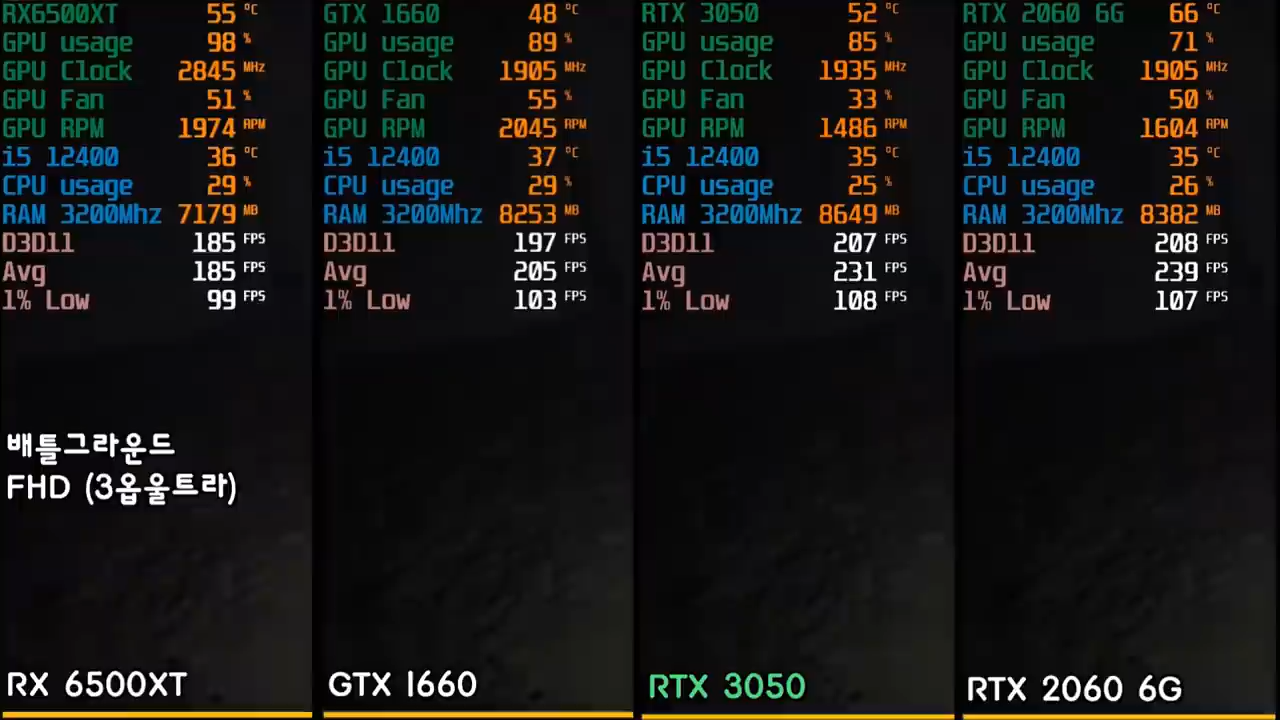 RX6500XT 55 °C
GPU usage 98 %
GPU Clock 2845 MHz
GPU Fan 51 %
GPU RPM 1974 RPM
i5 12400 36 °C
CPU usage 29 %
RAM 3200Mhz 7179 MB
D3D11 185 FPS
Avg 185 FPS
1% Low 99 FPS
배틀그라운드
FHD (3옵울트라)
RX 6500XT
GTX 1660 48 °C
GPU usage 89 %
GPU Clock 1905 MHz
GPU Fan 55 %
GPU RPM 2045 RPM
i5 12400 37 °C
CPU usage 29 %
RAM 3200Mhz 8253 MB
D3D11 197 FPS
Avg 205 FPS
1% Low 103 FPS
GTX 1660
RTX 3050 52 °C
GPU usage 85 %
GPU Clock 1935 MHz
GPU Fan 33 %
GPU RPM 1486 RPM
i5 12400 35 °C
CPU usage 25 %
RAM 3200Mhz 8649 MB
D3D11 207 FPS
Avg 231 FPS
1% Low 108 FPS
RTX 3050
RTX 2060 6G 66 °C
GPU usage 71 %
GPU Clock 1905 MHz
GPU Fan 50 %
GPU RPM 1604 RPM
i5 12400 35 °C
CPU usage 26 %
RAM 3200Mhz 8382 MB
D3D11 208 FPS
Avg 239 FPS
1% Low 107 FPS
RTX 2060 6G